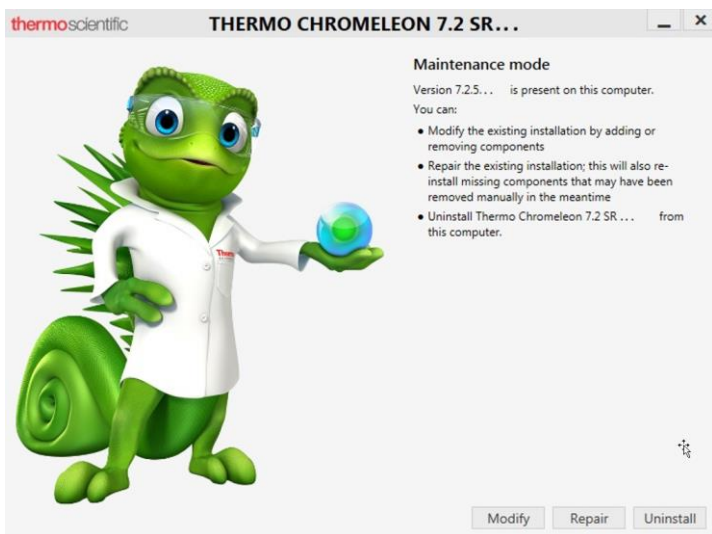 thermoscientific
THERMO CHROMELEON 7.2 SR...
Maintenance mode
Version 7.2.5... is present on this computer.
You can:
• Modify the existing installation by adding or
removing components
• Repair the existing installation; this will also re-
install missing components that may have been
removed manually in the meantime
• Uninstall Thermo Chromeleon 7.2 SR ... from
this computer.
Thermo
Modify Repair Uninstall